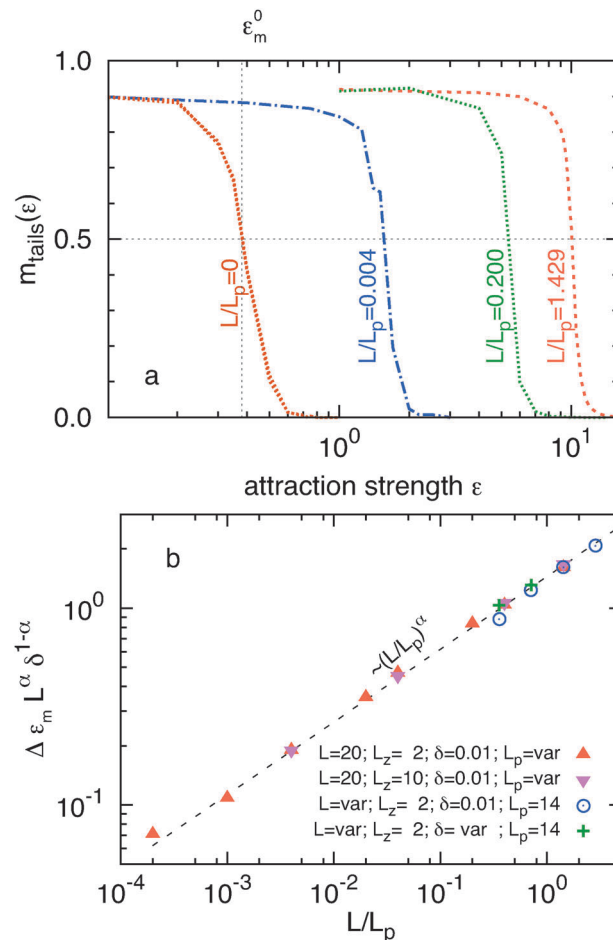 ε_m^0
1.0
0.5
0.0
m_tails(ε)
L/L_p=0
L/L_p=0.004
L/L_p=0.200
L/L_p=1.429
a
10^0
10^1
attraction strength ε
b
10^0
10^-1
Δ ε_m L^α δ^1-α
~(L/L_p)^α
L=20; L_z= 2; δ=0.01; L_p=var
L=20; L_z=10; δ=0.01; L_p=var
L=var; L_z= 2; δ=0.01; L_p=14
L=var; L_z= 2; δ= var ; L_p=14
10^-4
10^-3
10^-2
10^-1
10^0
L/L_p